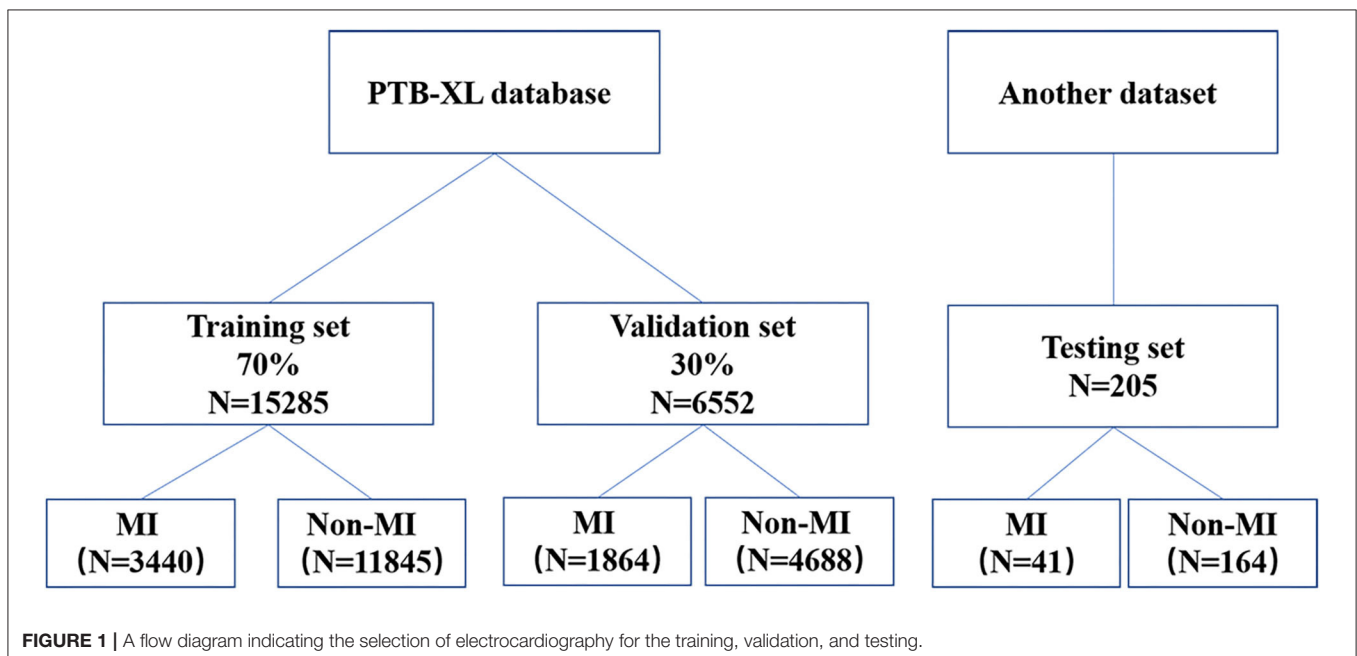 PTB-XL database
Another dataset
Training set
70%
N=15285
Validation set
30%
N=6552
Testing set
N=205
MI
(N=3440)
Non-MI
(N=11845)
MI
(N=1864)
Non-MI
(N=4688)
MI
(N=41)
Non-MI
(N=164)
FIGURE 1 | A flow diagram indicating the selection of electrocardiography for the training, validation, and testing.